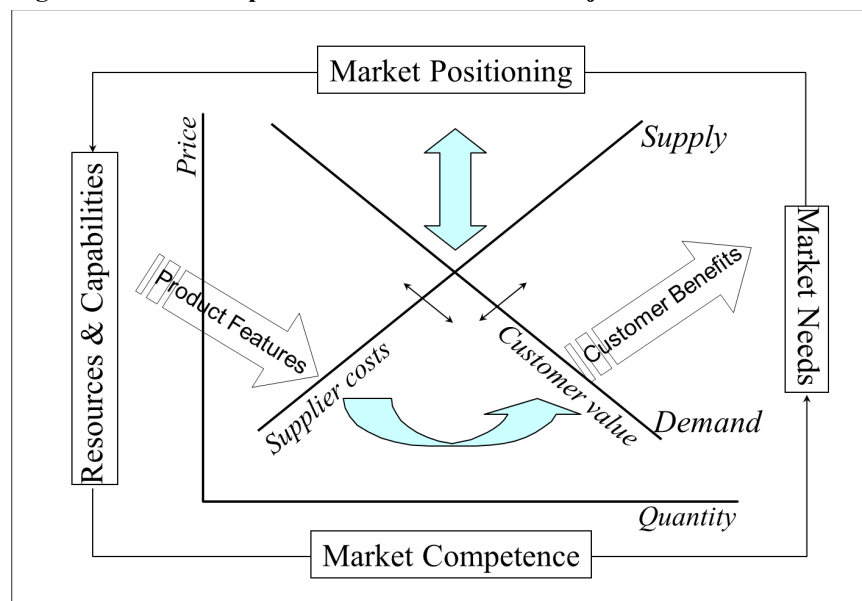 Market Positioning
Price
Supply
Resources & Capabilities
Market Needs
Product Features
Customer Benefits
Supplier costs
Customer value
Demand
Quantity
Market Competence